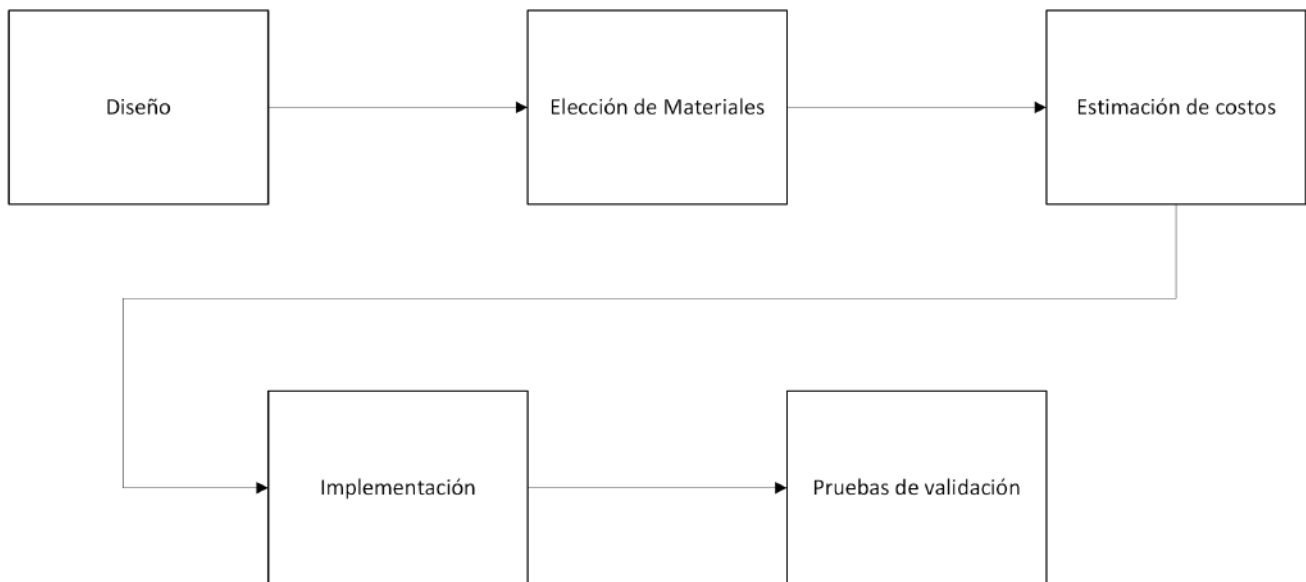 Diseño
Elección de Materiales
Estimación de costos
Implementación
Pruebas de validación